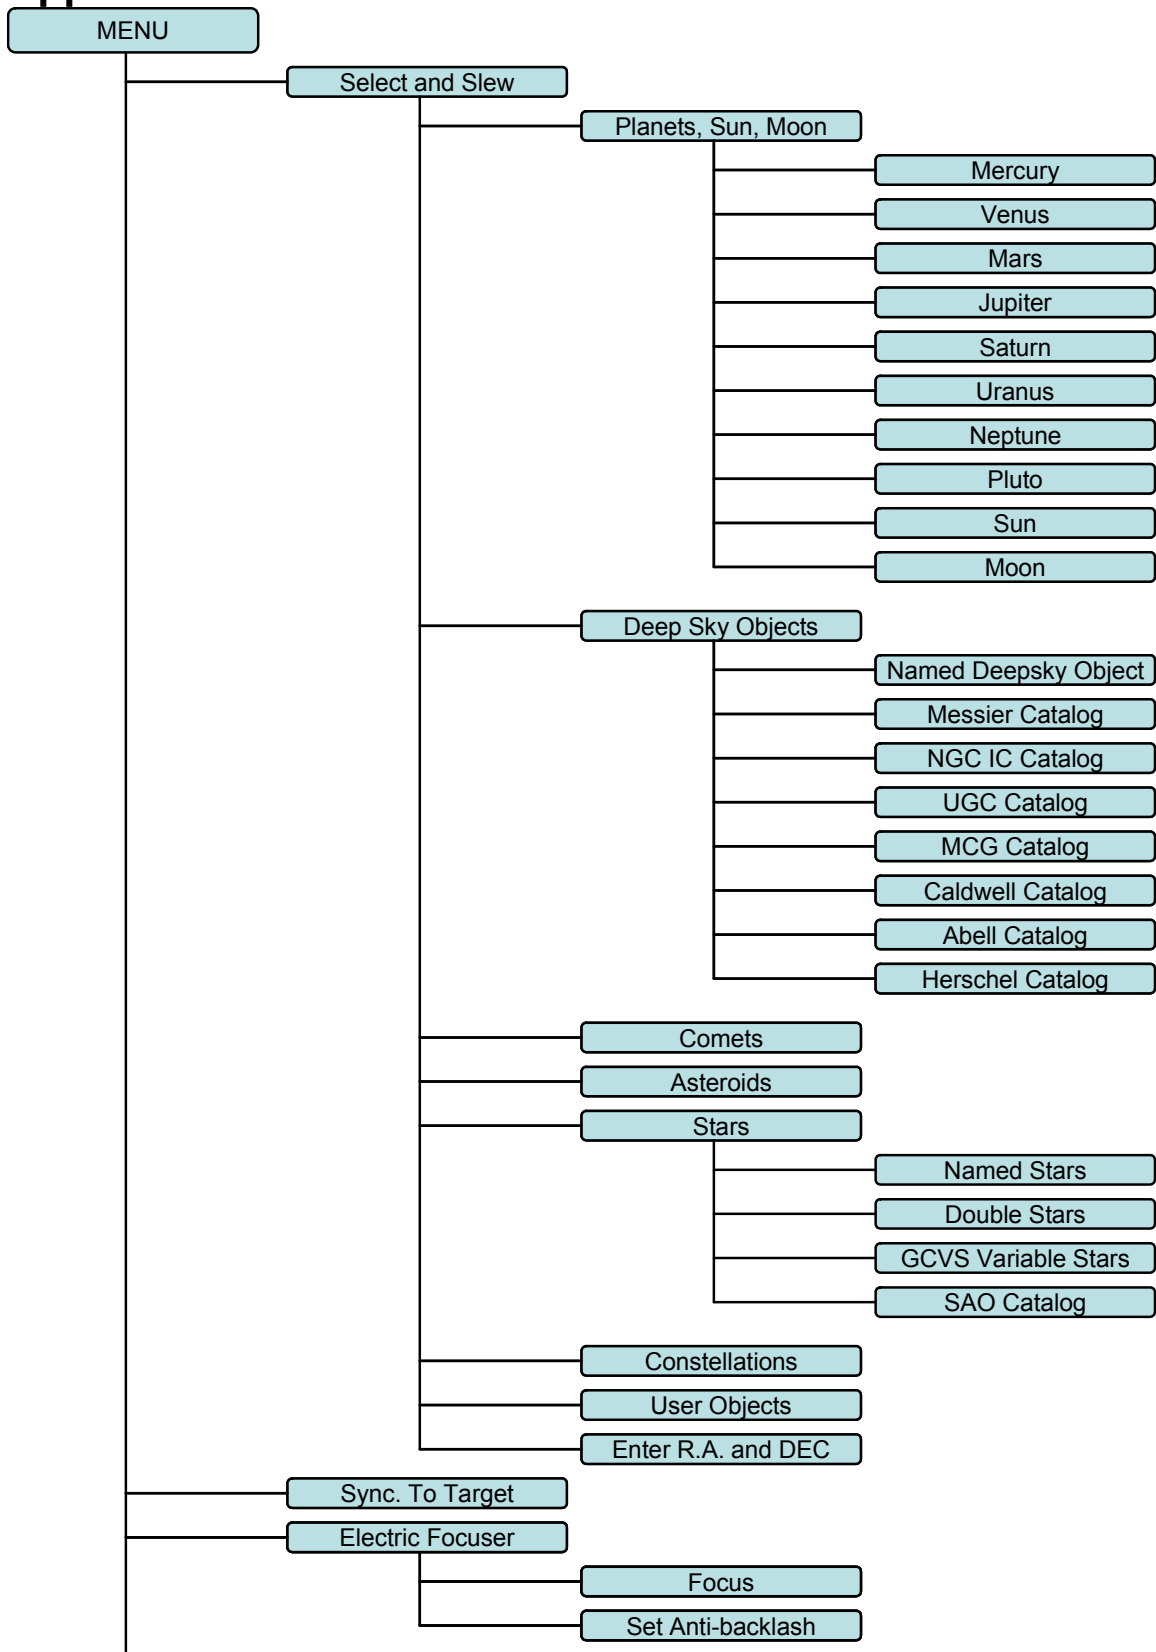 MENU
Select and Slew
Planets, Sun, Moon
Mercury
Venus
Mars
Jupiter
Saturn
Uranus
Neptune
Pluto
Sun
Moon
Deep Sky Objects
Named Deepsky Object
Messier Catalog
NGC IC Catalog
UGC Catalog
MCG Catalog
Caldwell Catalog
Abell Catalog
Herschel Catalog
Comets
Asteroids
Stars
Named Stars
Double Stars
GCVS Variable Stars
SAO Catalog
Constellations
User Objects
Enter R.A. and DEC
Sync. To Target
Electric Focuser
Focus
Set Anti-backlash